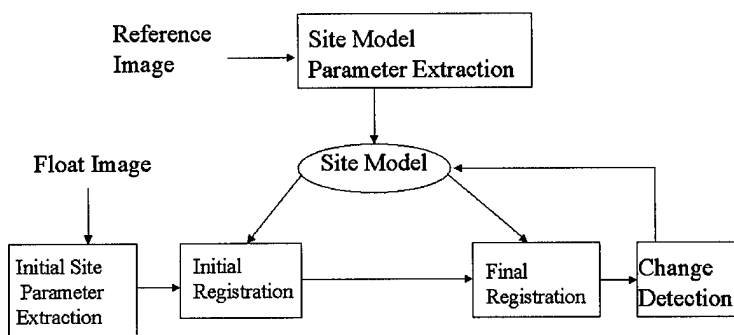 Reference
Image
Site Model
Parameter Extraction
Site Model
Float Image
Initial Site
Parameter
Extraction
Initial
Registration
Final
Registration
Change
Detection